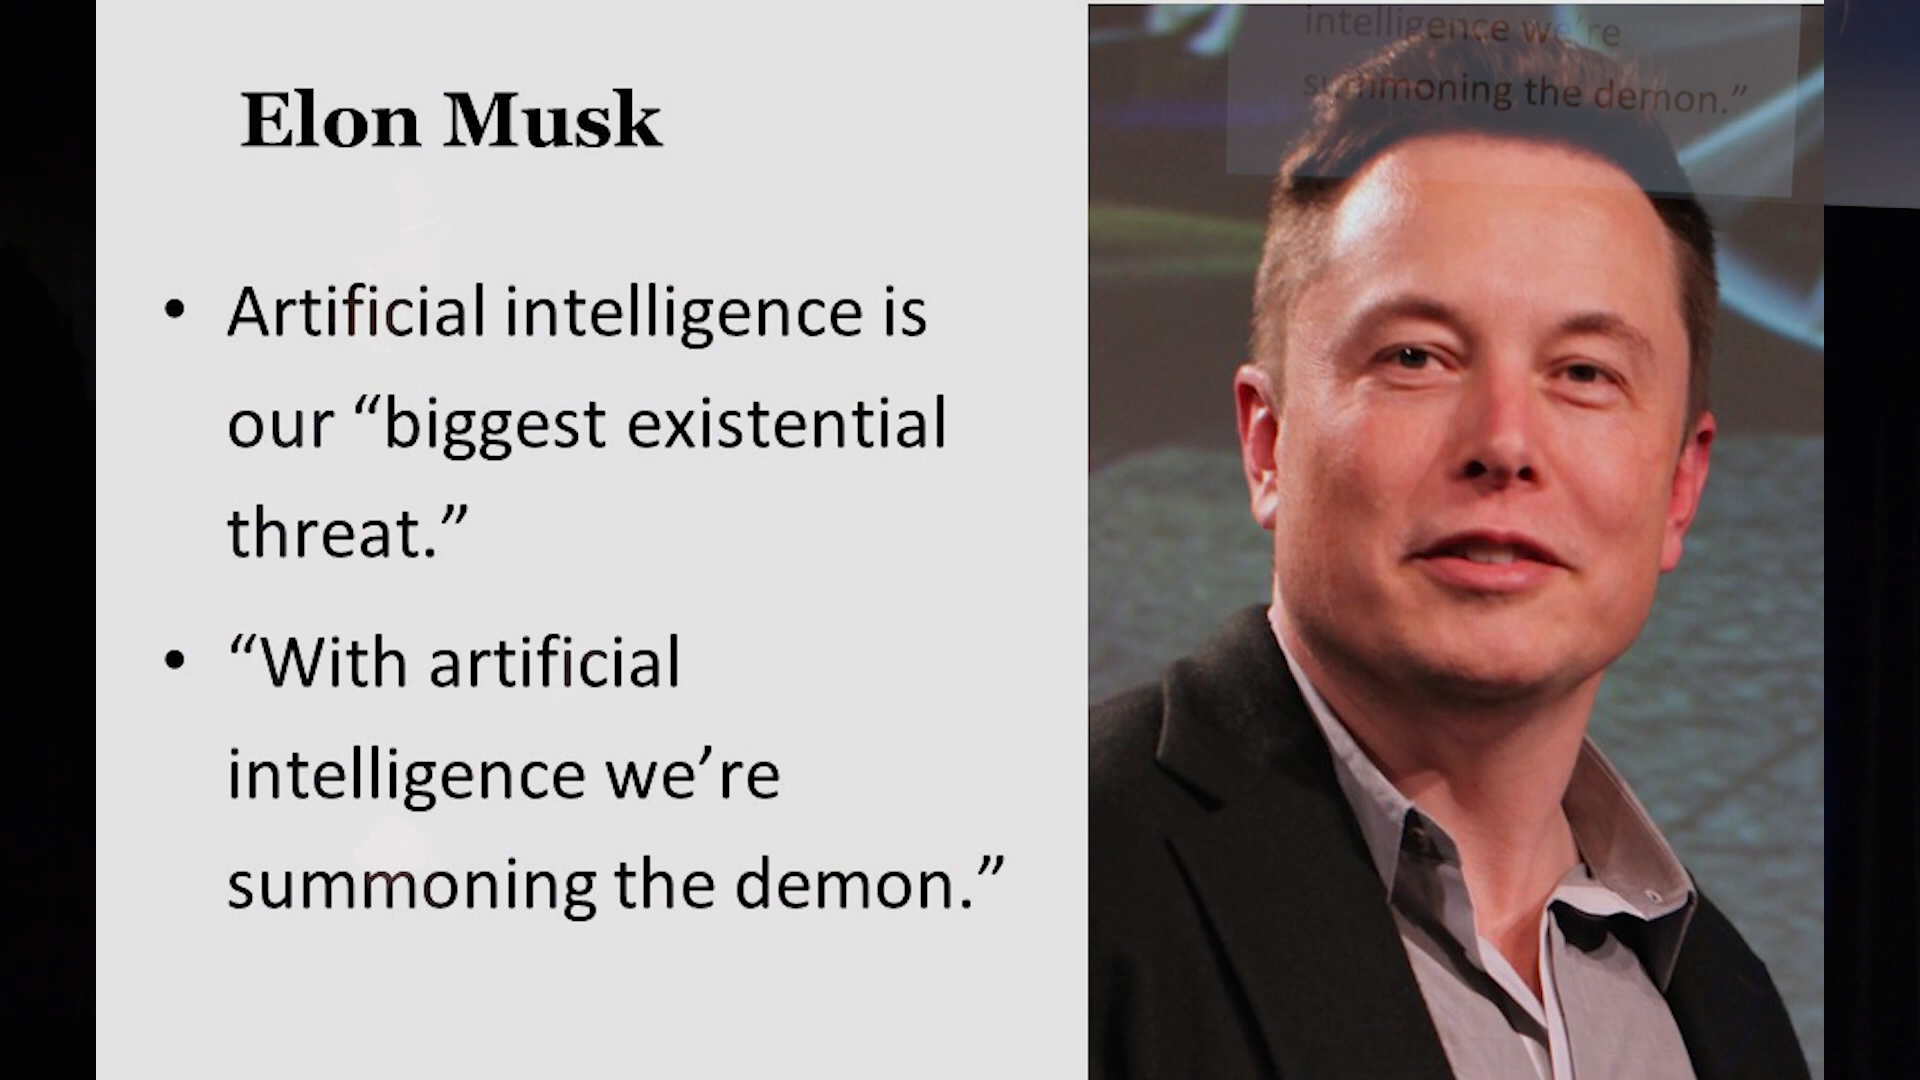 Elon Musk
• Artificial intelligence is
our “biggest existential
threat.”
• “With artificial
intelligence we’re
summoning the demon.”
intelligence we’re
summoning the demon.”